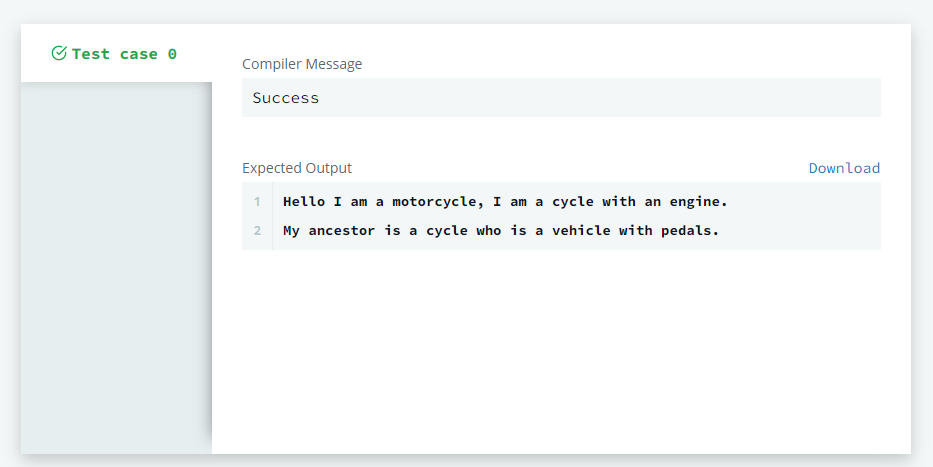 Test case 0
Compiler Message
Success
Expected Output
Download
1 Hello I am a motorcycle, I am a cycle with an engine.
2 My ancestor is a cycle who is a vehicle with pedals.